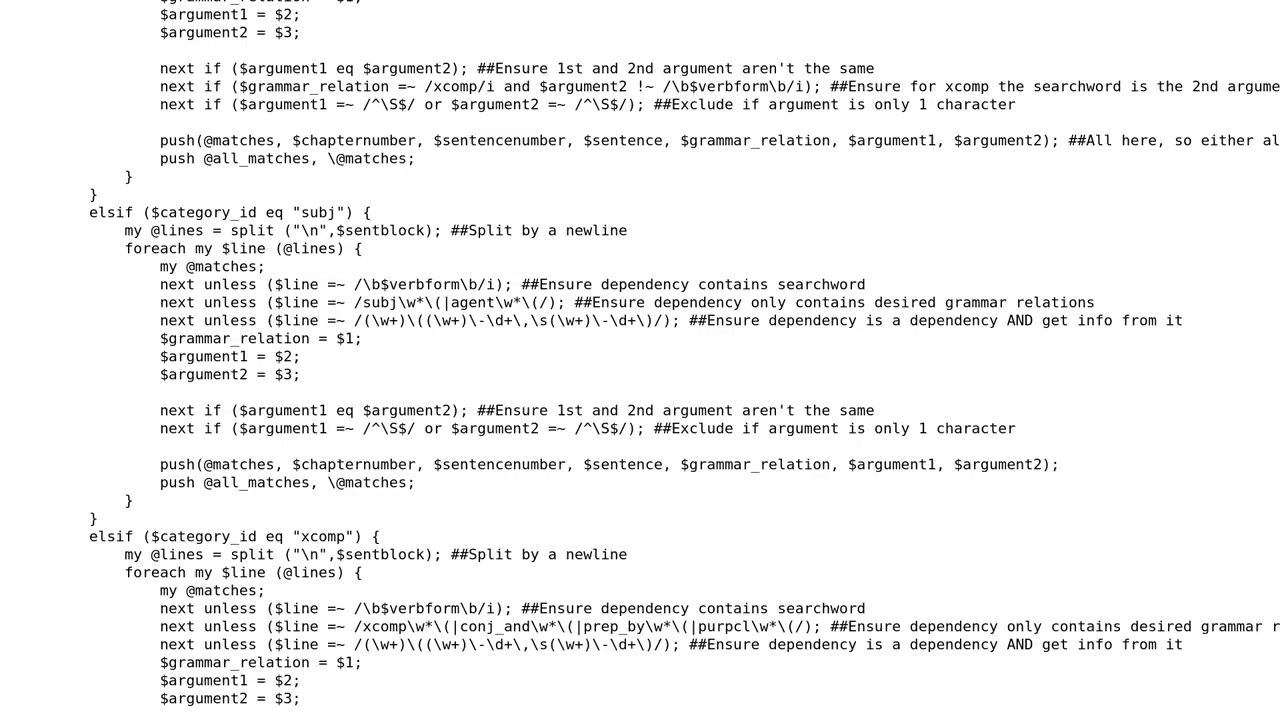 $argument1 = $2;
$argument2 = $3;
next if ($argument1 eq $argument2); ##Ensure 1st and 2nd argument aren't the same
next if ($grammar_relation =~ /xcomp/i and $argument2 !~ /\b$verbform\b/i); ##Ensure for xcomp the searchword is the 2nd argume
next if ($argument1 =~ /^\S$/ or $argument2 =~ /^\S$/); ##Exclude if argument is only 1 character
push(@matches, $chapternumber, $sentencenumber, $sentence, $grammar_relation, $argument1, $argument2); ##All here, so either al
push @all_matches, \@matches;
}
}
elsif ($category_id eq "subj") {
my @lines = split ("\n",$sentblock); ##Split by a newline
foreach my $line (@lines) {
my @matches;
next unless ($line =~ /\b$verbform\b/i); ##Ensure dependency contains searchword
next unless ($line =~ /subj\w*\(|agent\w*\(/); ##Ensure dependency only contains desired grammar relations
next unless ($line =~ /(\w+)\((\w+)\-\d+\,\s(\w+)\-\d+\)/); ##Ensure dependency is a dependency AND get info from it
$grammar_relation = $1;
$argument1 = $2;
$argument2 = $3;
next if ($argument1 eq $argument2); ##Ensure 1st and 2nd argument aren't the same
next if ($argument1 =~ /^\S$/ or $argument2 =~ /^\S$/); ##Exclude if argument is only 1 character
push(@matches, $chapternumber, $sentencenumber, $sentence, $grammar_relation, $argument1, $argument2);
push @all_matches, \@matches;
}
}
elsif ($category_id eq "xcomp") {
my @lines = split ("\n",$sentblock); ##Split by a newline
foreach my $line (@lines) {
my @matches;
next unless ($line =~ /\b$verbform\b/i); ##Ensure dependency contains searchword
next unless ($line =~ /xcomp\w*\(|conj_and\w*\(|prep_by\w*\(|purpcl\w*\(/); ##Ensure dependency only contains desired grammar r
next unless ($line =~ /(\w+)\((\w+)\-\d+\,\s(\w+)\-\d+\)/); ##Ensure dependency is a dependency AND get info from it
$grammar_relation = $1;
$argument1 = $2;
$argument2 = $3;